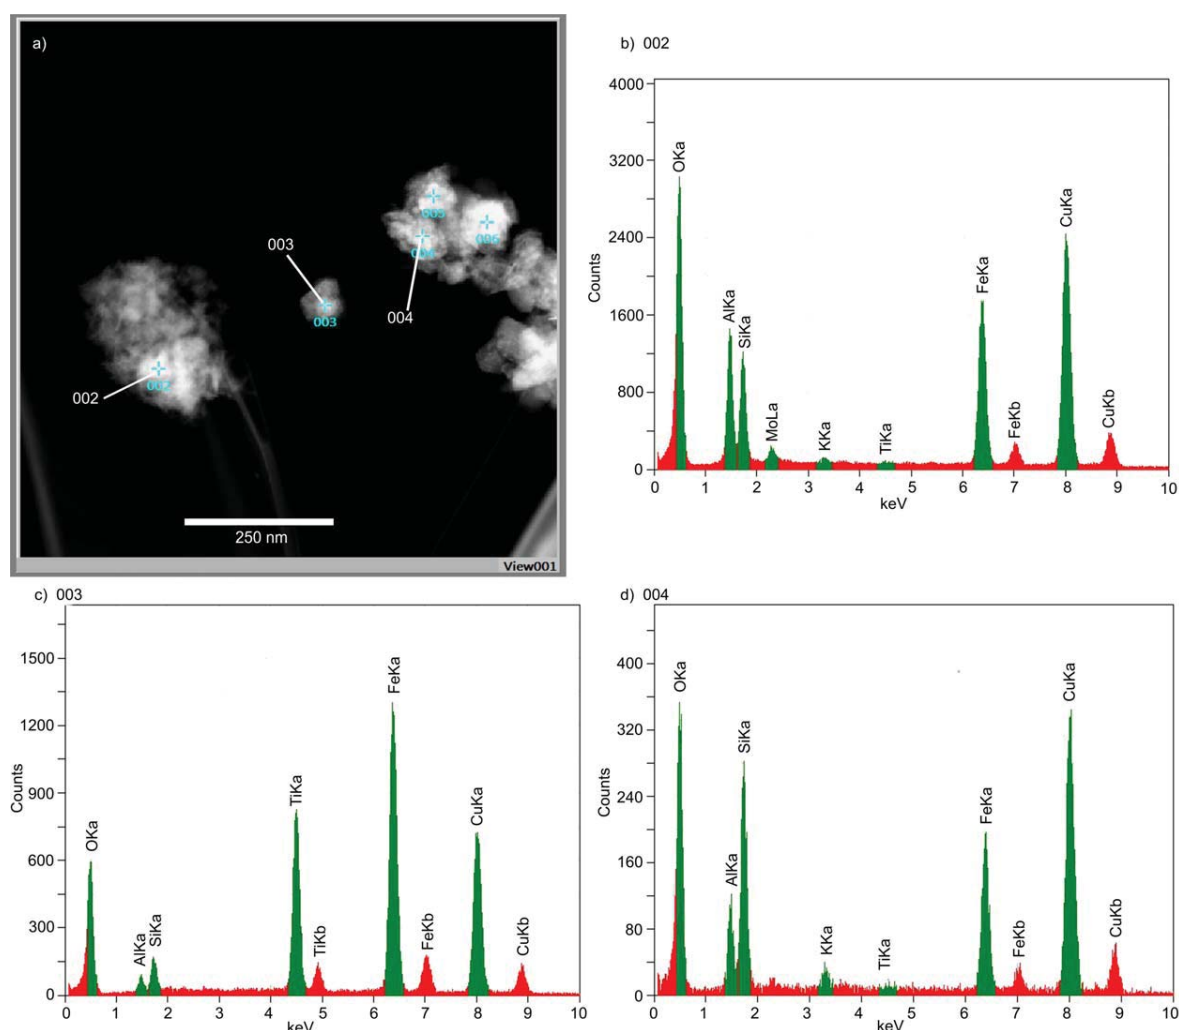 a)
003
005
006
004
003
004
002
002
250 nm
View001
b) 002
4000
3200
2400
1600
800
0
Counts
OKa
AlKa
SiKa
MoLa
KKa
TiKa
FeKa
FeKb
CuKa
CuKb
0 1 2 3 4 5 6 7 8 9 10
keV
c) 003
1500
1200
900
600
300
0
Counts
OKa
AlKa
SiKa
TiKa
TiKb
FeKa
FeKb
CuKa
CuKb
0 1 2 3 4 5 6 7 8 9 10
keV
d) 004
400
320
240
160
80
0
Counts
OKa
AlKa
SiKa
KKa
TiKa
FeKa
FeKb
CuKa
CuKb
0 1 2 3 4 5 6 7 8 9 10
keV